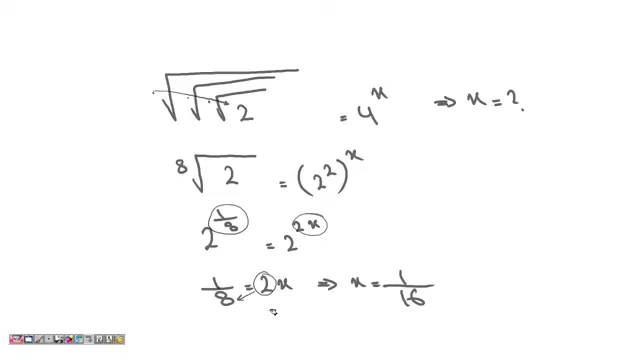 √√√2 = 4^x ⇒ x = ?
⁸√2 = (2²)^x
2^(1/8) = 2^(2x)
1/8 = 2x ⇒ x = 1/16